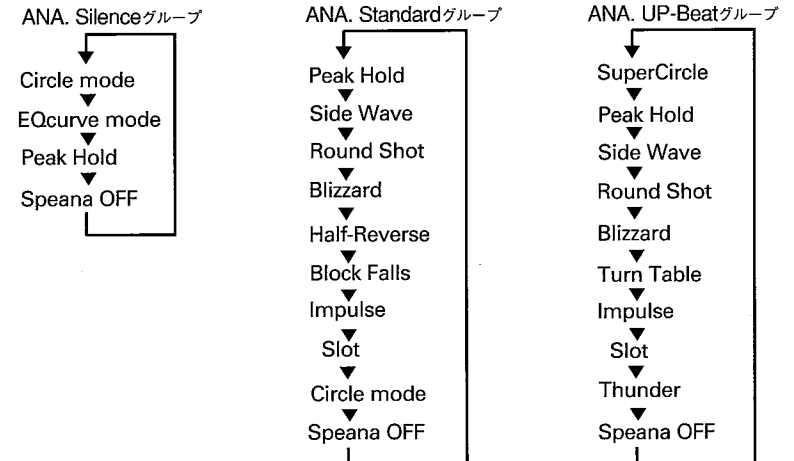 ANA. Silenceグループ
Circle mode
EQcurve mode
Peak Hold
Speana OFF
ANA. Standardグループ
Peak Hold
Side Wave
Round Shot
Blizzard
Half-Reverse
Block Falls
Impulse
Slot
Circle mode
Speana OFF
ANA. UP-Beatグループ
SuperCircle
Peak Hold
Side Wave
Round Shot
Blizzard
Turn Table
Impulse
Slot
Thunder
Speana OFF